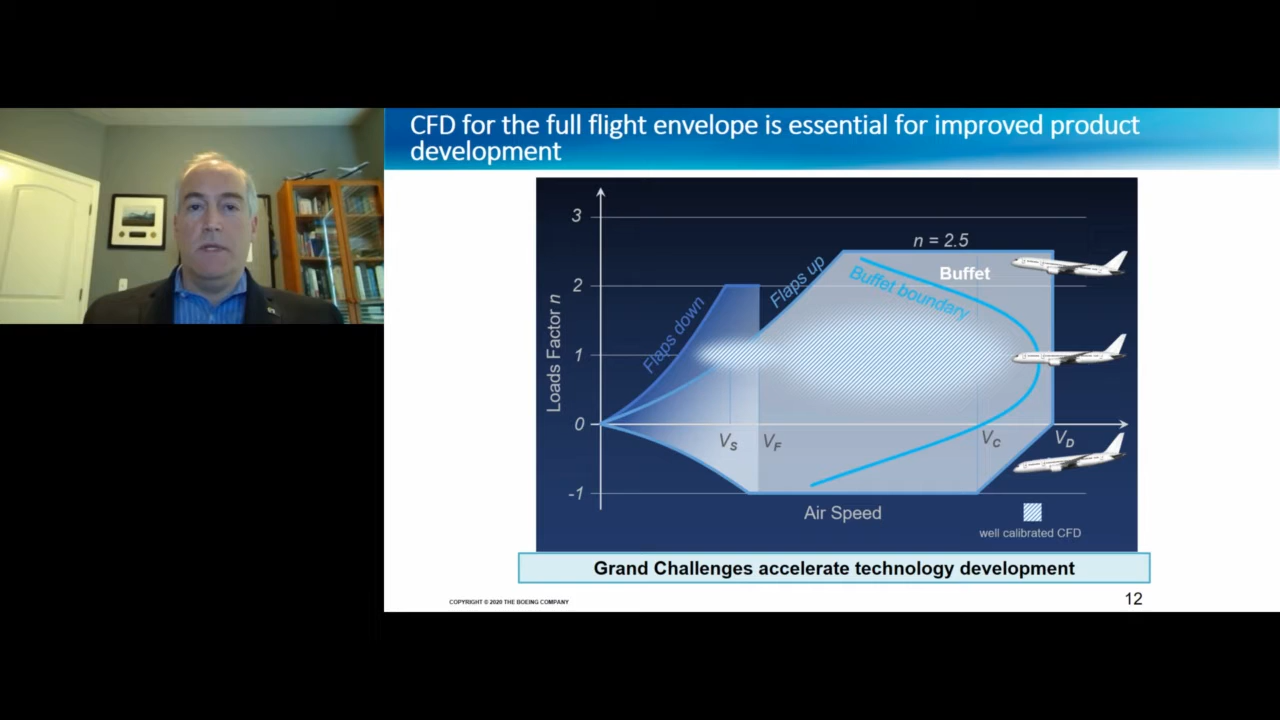 CFD for the full flight envelope is essential for improved product
development
3
n = 2.5
Flaps up
Buffet
Buffet boundary
2
Flaps down
Loads Factor n
1
0
VS
VF
VC
VD
-1
Air Speed
well calibrated CFD
Grand Challenges accelerate technology development
COPYRIGHT © 2020 THE BOEING COMPANY
12